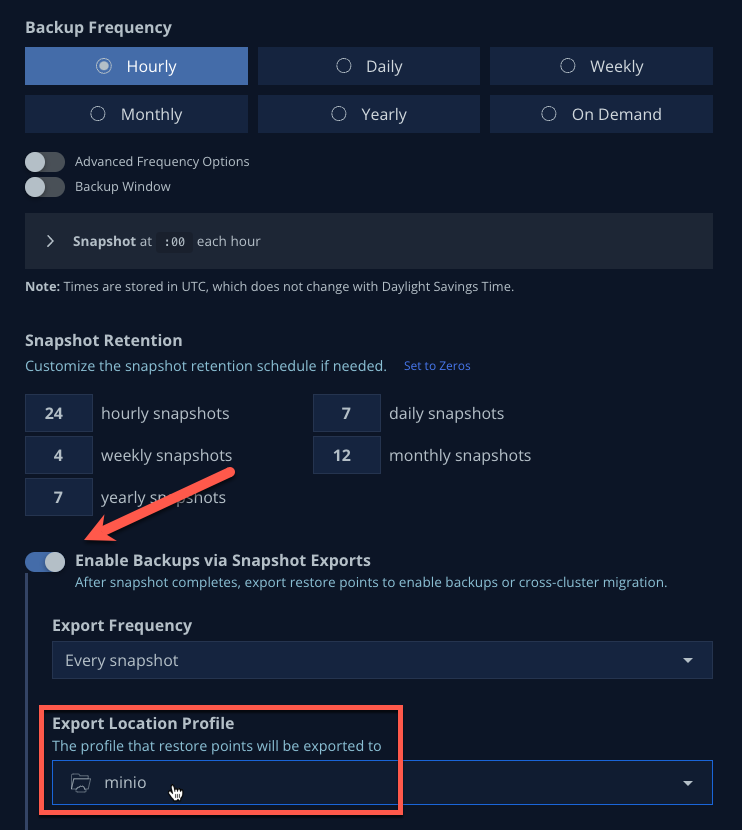 Backup Frequency
Hourly
Daily
Weekly
Monthly
Yearly
On Demand
Advanced Frequency Options
Backup Window
Snapshot at :00 each hour
Note: Times are stored in UTC, which does not change with Daylight Savings Time.
Snapshot Retention
Customize the snapshot retention schedule if needed. Set to Zeros
24 hourly snapshots
7 daily snapshots
4 weekly snapshots
12 monthly snapshots
7 yearly snapshots
Enable Backups via Snapshot Exports
After snapshot completes, export restore points to enable backups or cross-cluster migration.
Export Frequency
Every snapshot
Export Location Profile
The profile that restore points will be exported to
minio